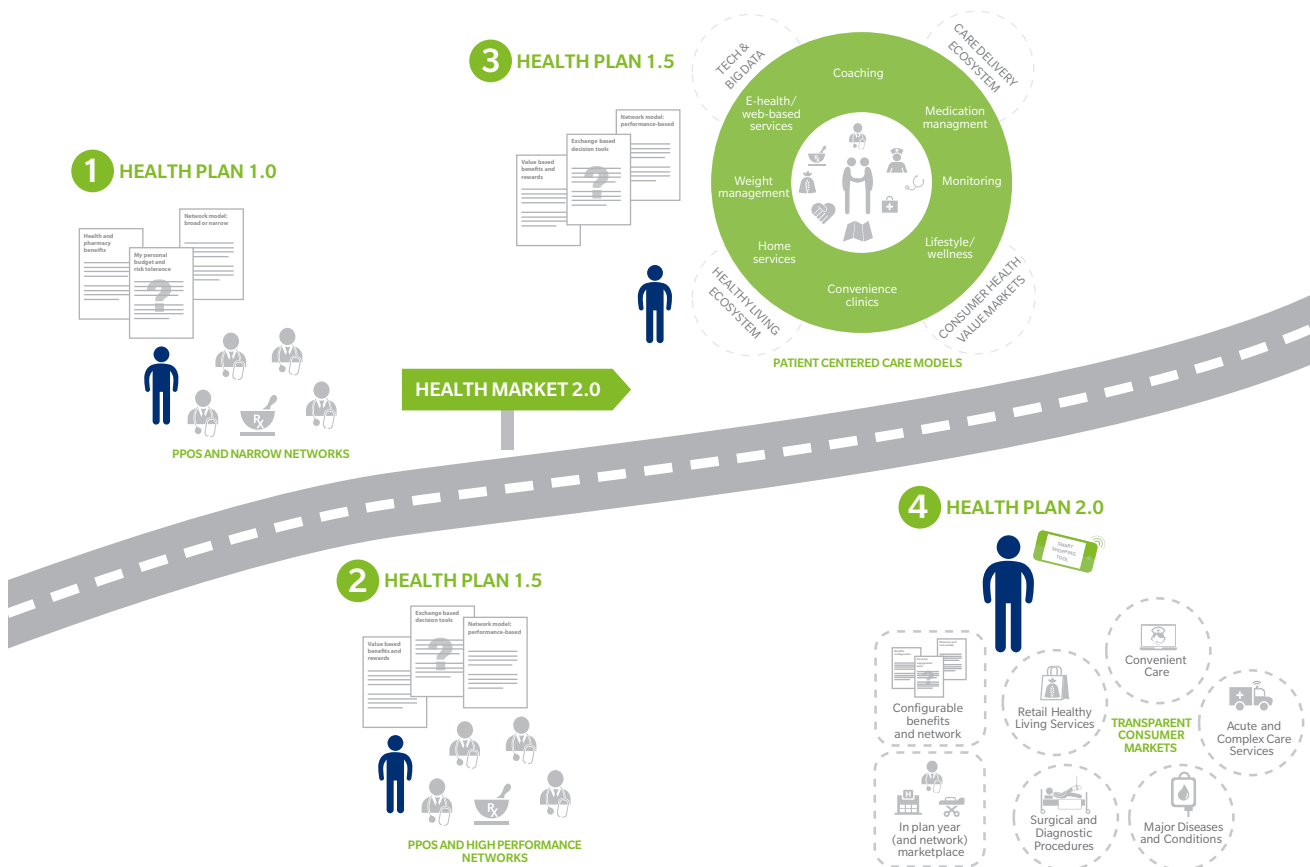 1 HEALTH PLAN 1.0
Health and
pharmacy
benefits
My personal
budget and
risk tolerance
?
Network model:
broad or narrow
RX
PPOS AND NARROW NETWORKS
HEALTH MARKET 2.0
2 HEALTH PLAN 1.5
Value based
benefits and
rewards
Exchange based
decision tools
?
Network model:
performance-based
RX
PPOS AND HIGH PERFORMANCE
NETWORKS
3 HEALTH PLAN 1.5
Value based
benefits and
rewards
Exchange based
decision tools
?
Network model:
performance-based
TECH &
BIG DATA
CARE DELIVERY
ECOSYSTEM
HEALTHY LIVING
ECOSYSTEM
CONSUMER HEALTH
VALUE MARKETS
Coaching
E-health/
web-based
services
Medication
managment
Weight
management
Monitoring
Home
services
Lifestyle/
wellness
Convenience
clinics
PATIENT CENTERED CARE MODELS
4 HEALTH PLAN 2.0
SMART
SHOPPING
TOOL
?
Configurable
benefits
and network
H
In plan year
(and network)
marketplace
Retail Healthy
Living Services
Convenient
Care
TRANSPARENT
CONSUMER
MARKETS
Acute and
Complex Care
Services
Surgical and
Diagnostic
Procedures
Major Diseases
and Conditions